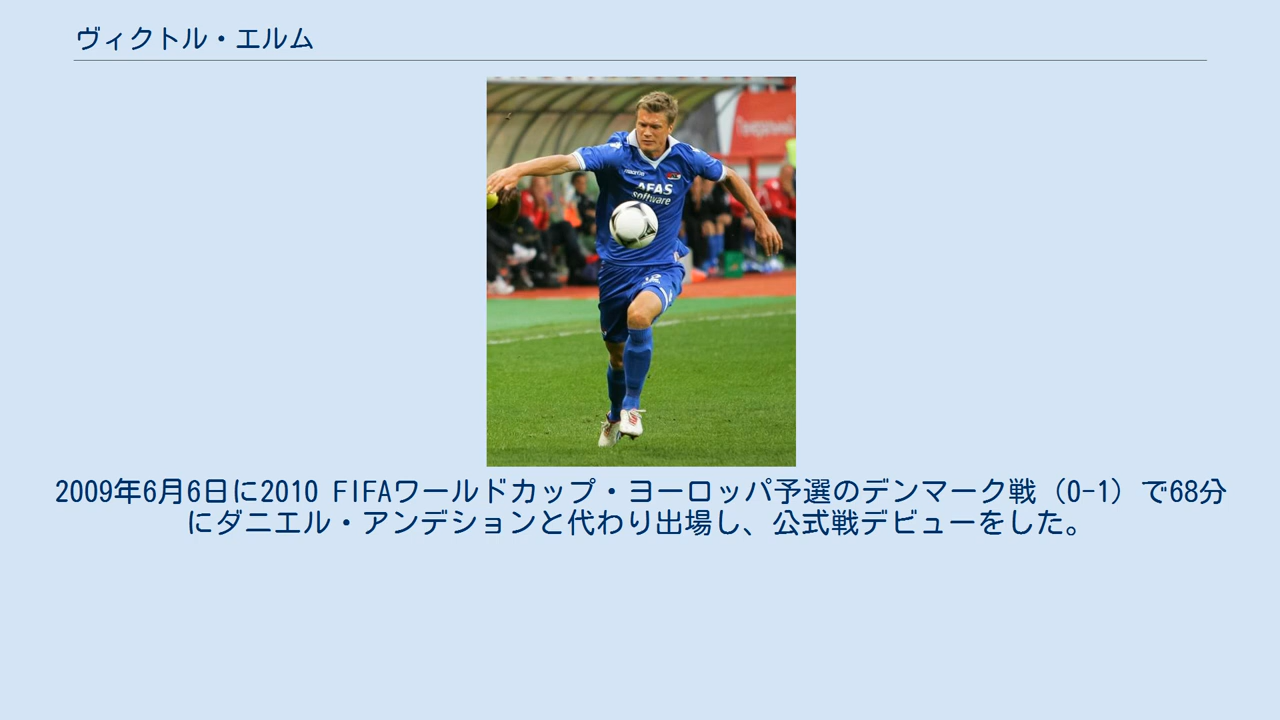 ヴィクトル・エルム
AFAS
software
2009年6月6日に2010 FIFAワールドカップ・ヨーロッパ予選のデンマーク戦（0-1）で68分
にダニエル・アンデションと代わり出場し、公式戦デビューをした。